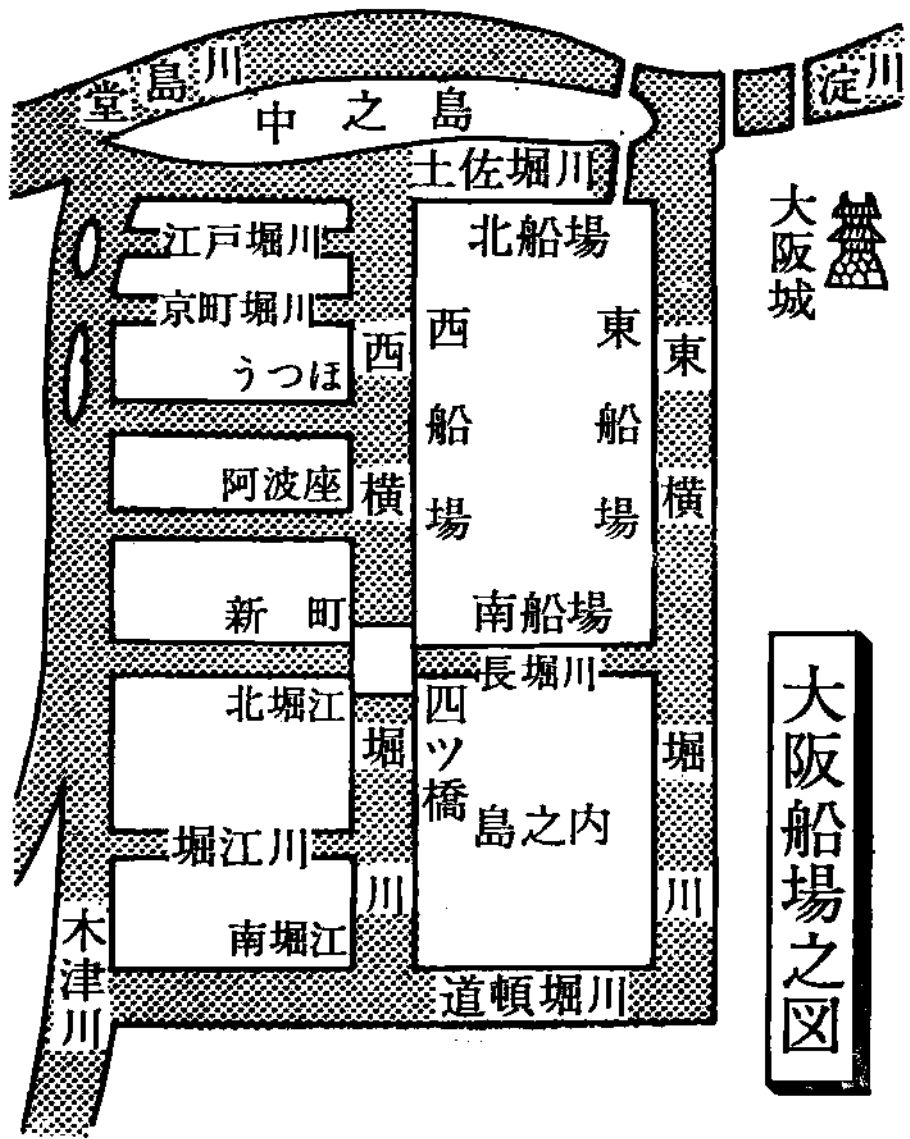 淀川
堂島川
中之島
土佐堀川
大阪城
江戸堀川
北船場
京町堀川
西横堀川
西船場
東船場
東横堀川
うつほ
阿波座
新町
南船場
長堀川
北堀江
四ツ橋
島之内
堀江川
南堀江
木津川
道頓堀川
大阪船場之図